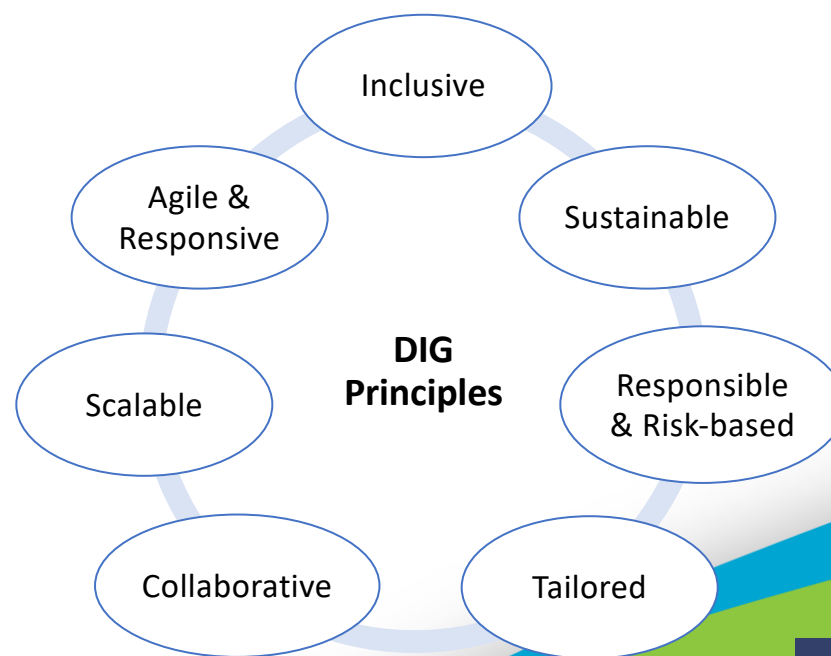 Inclusive
Sustainable
Responsible
& Risk-based
Tailored
Collaborative
Scalable
Agile &
Responsive
DIG
Principles